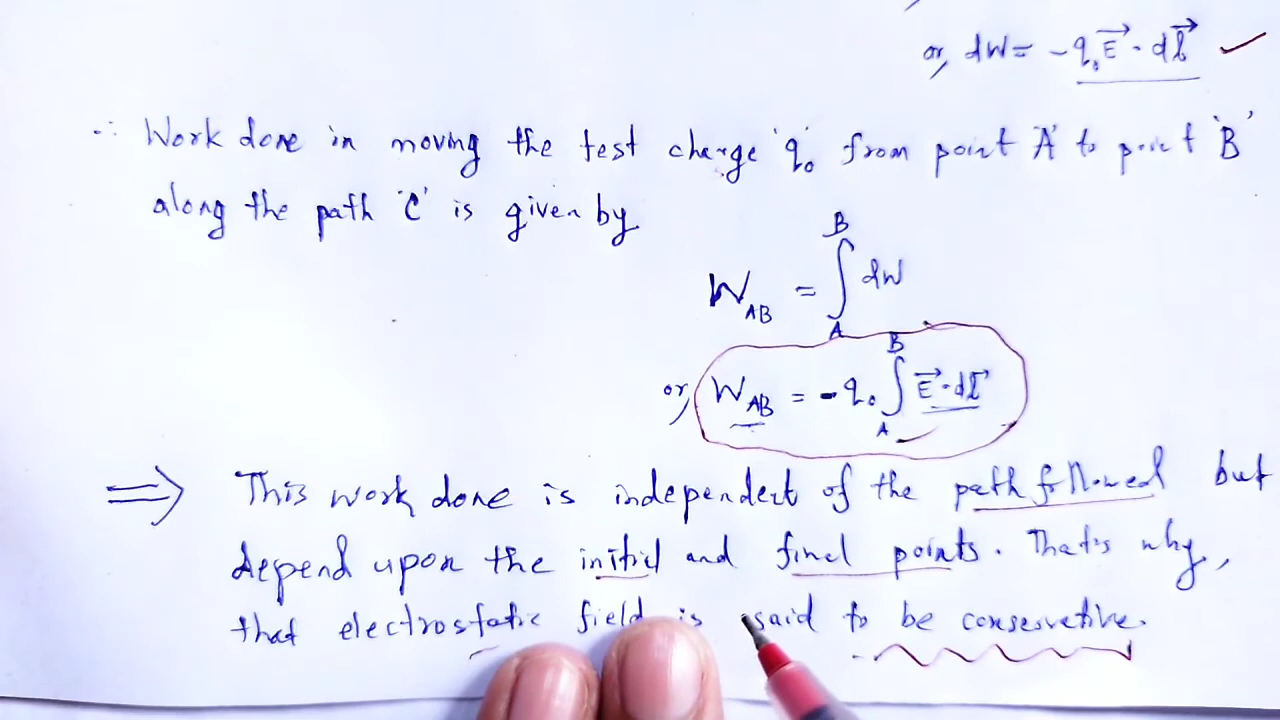 or, dW = -q₀E⃗ · dl⃗
∴ Work done in moving the test charge 'q₀' from point 'A' to point 'B'
along the path 'C' is given by
W_AB = ∫_A^B dW
or, W_AB = -q₀ ∫_A^B E⃗ · dl⃗
⇒ This work done is independent of the path followed but
depend upon the initial and final points. That's why,
that electrostatic field is said to be conservative.